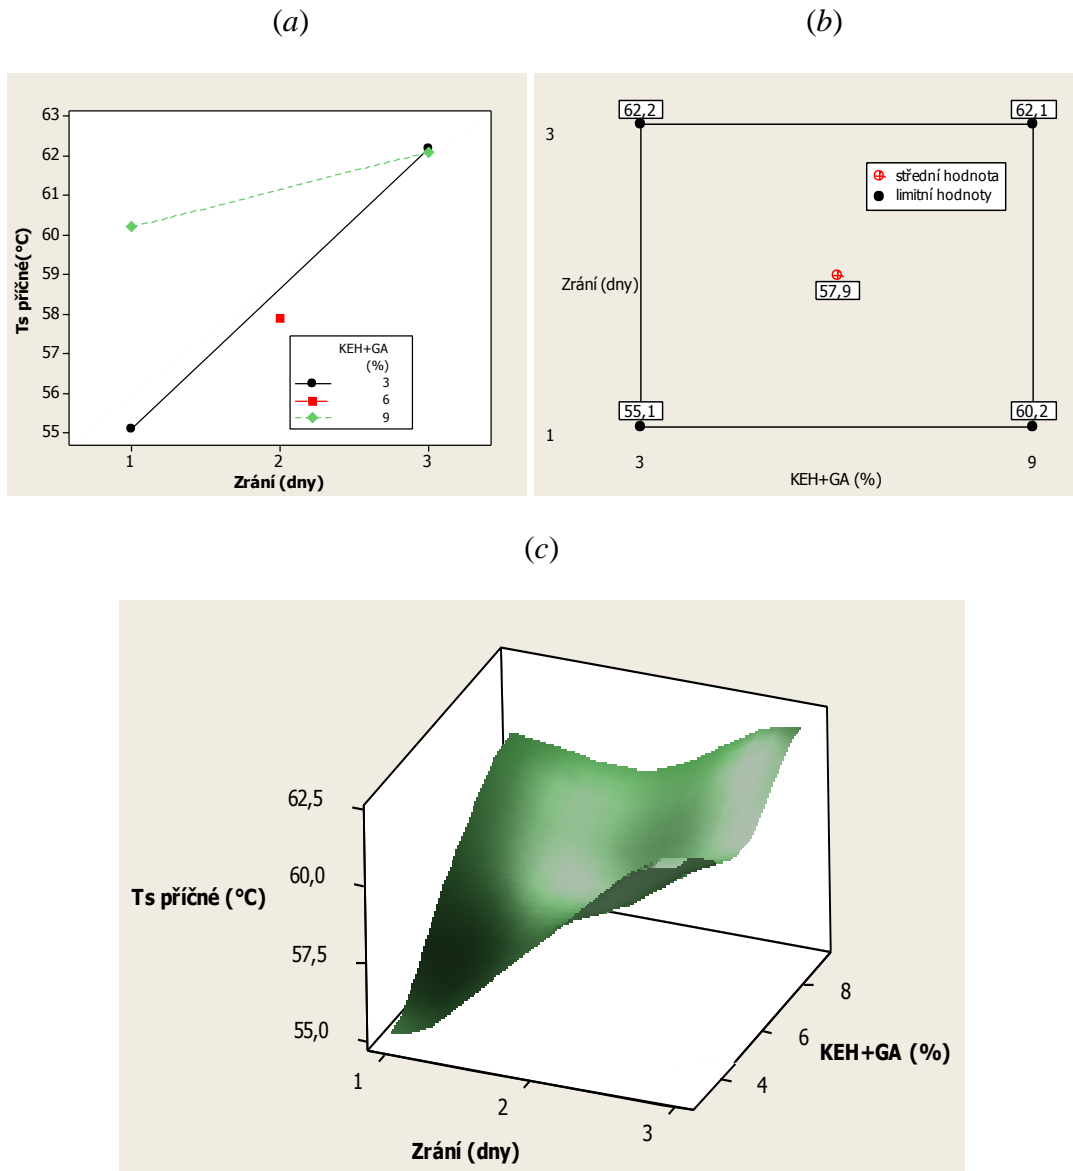 (a)
63
62
61
60
59
58
57
56
55
Ts příčné(°C)
KEH+GA
(%)
3
6
9
1 2 3
Zrání (dny)
(b)
62,2 62,1
3
střední hodnota
limitní hodnoty
Zrání (dny)
57,9
55,1 60,2
1
3 9
KEH+GA (%)
(c)
62,5
60,0
57,5
55,0
Ts příčné (°C)
8
6
4
KEH+GA (%)
1
2
3
Zrání (dny)